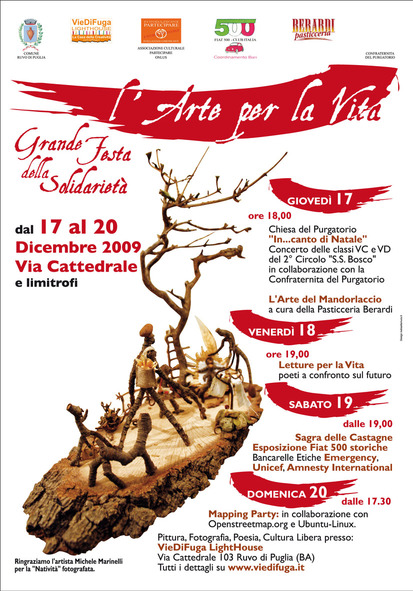 COMUNE
RUVO DI PUGLIA
VieDiFuga
LIGHTHOUSE
PARTECIPARE
ASSOCIAZIONE CULTURALE
PARTECIPARE
ONLUS
500
FIAT 500 - CLUB ITALIA
Coordinamento Bari
BERARDI
pasticceria
CONFRATERNITA
DEL PURGATORIO
l'Arte per la Vita
Grande Festa
della
Solidarietà
dal 17 al 20
Dicembre 2009
Via Cattedrale
e limitrofi
GIOVEDÌ 17
ore 18,00
Chiesa del Purgatorio
"In...canto di Natale"
Concerto delle classi VC e VD
del 2° Circolo "S.S. Bosco"
in collaborazione con la
Confraternita del Purgatorio
L'Arte del Mandorlaccio
a cura della Pasticceria Berardi
VENERDÌ 18
ore 19,00
Letture per la Vita
poeti a confronto sul futuro
SABATO 19
dalle 19,00
Sagra delle Castagne
Esposizione Fiat 500 storiche
Bancarelle Etiche Emergency,
Unicef, Amnesty International
DOMENICA 20
dalle 17.30
Mapping Party: in collaborazione con
Openstreetmap.org e Ubuntu-Linux.
Pittura, Fotografia, Poesia, Cultura Libera presso:
VieDiFuga LightHouse
Via Cattedrale 103 Ruvo di Puglia (BA)
Tutti i dettagli su www.viedifuga.it
Ringraziamo l'artista Michele Marinelli
per la "Natività" fotografata.